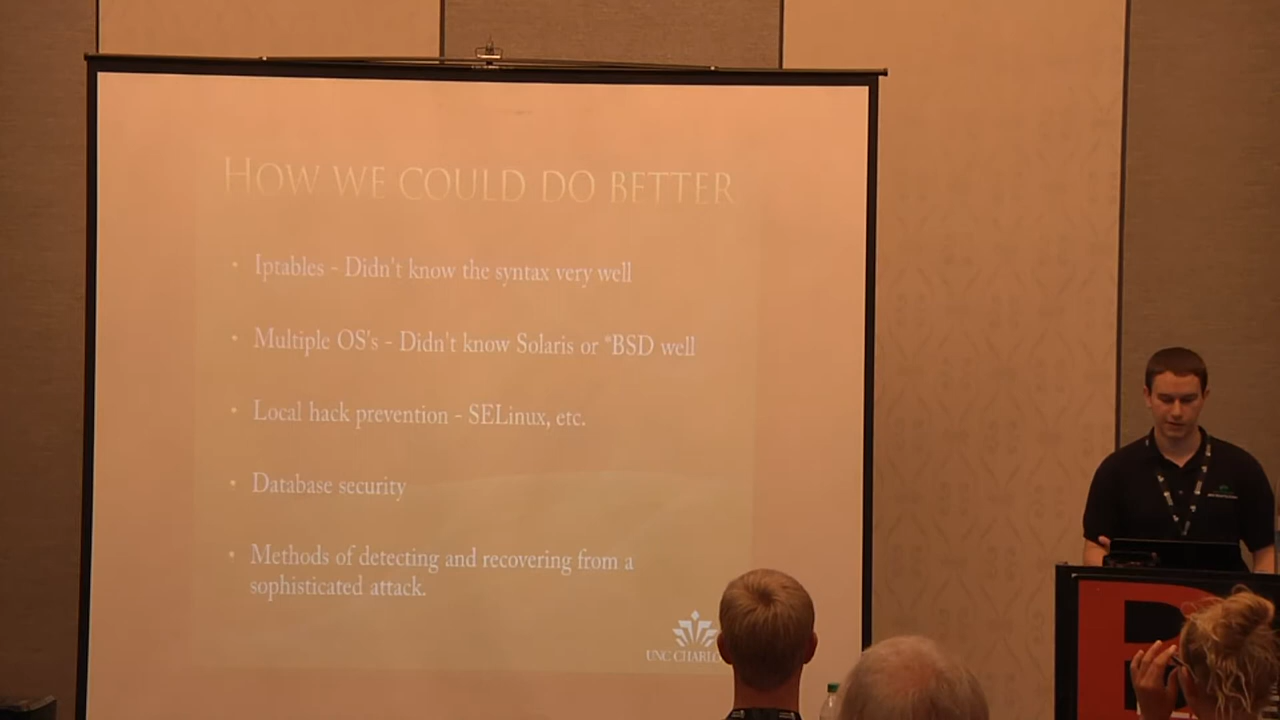 HOW WE COULD DO BETTER
• Iptables - Didn't know the syntax very well
• Multiple OS's - Didn't know Solaris or *BSD well
• Local hack prevention - SELinux, etc.
• Database security
• Methods of detecting and recovering from a
sophisticated attack.
UNC CHARLO